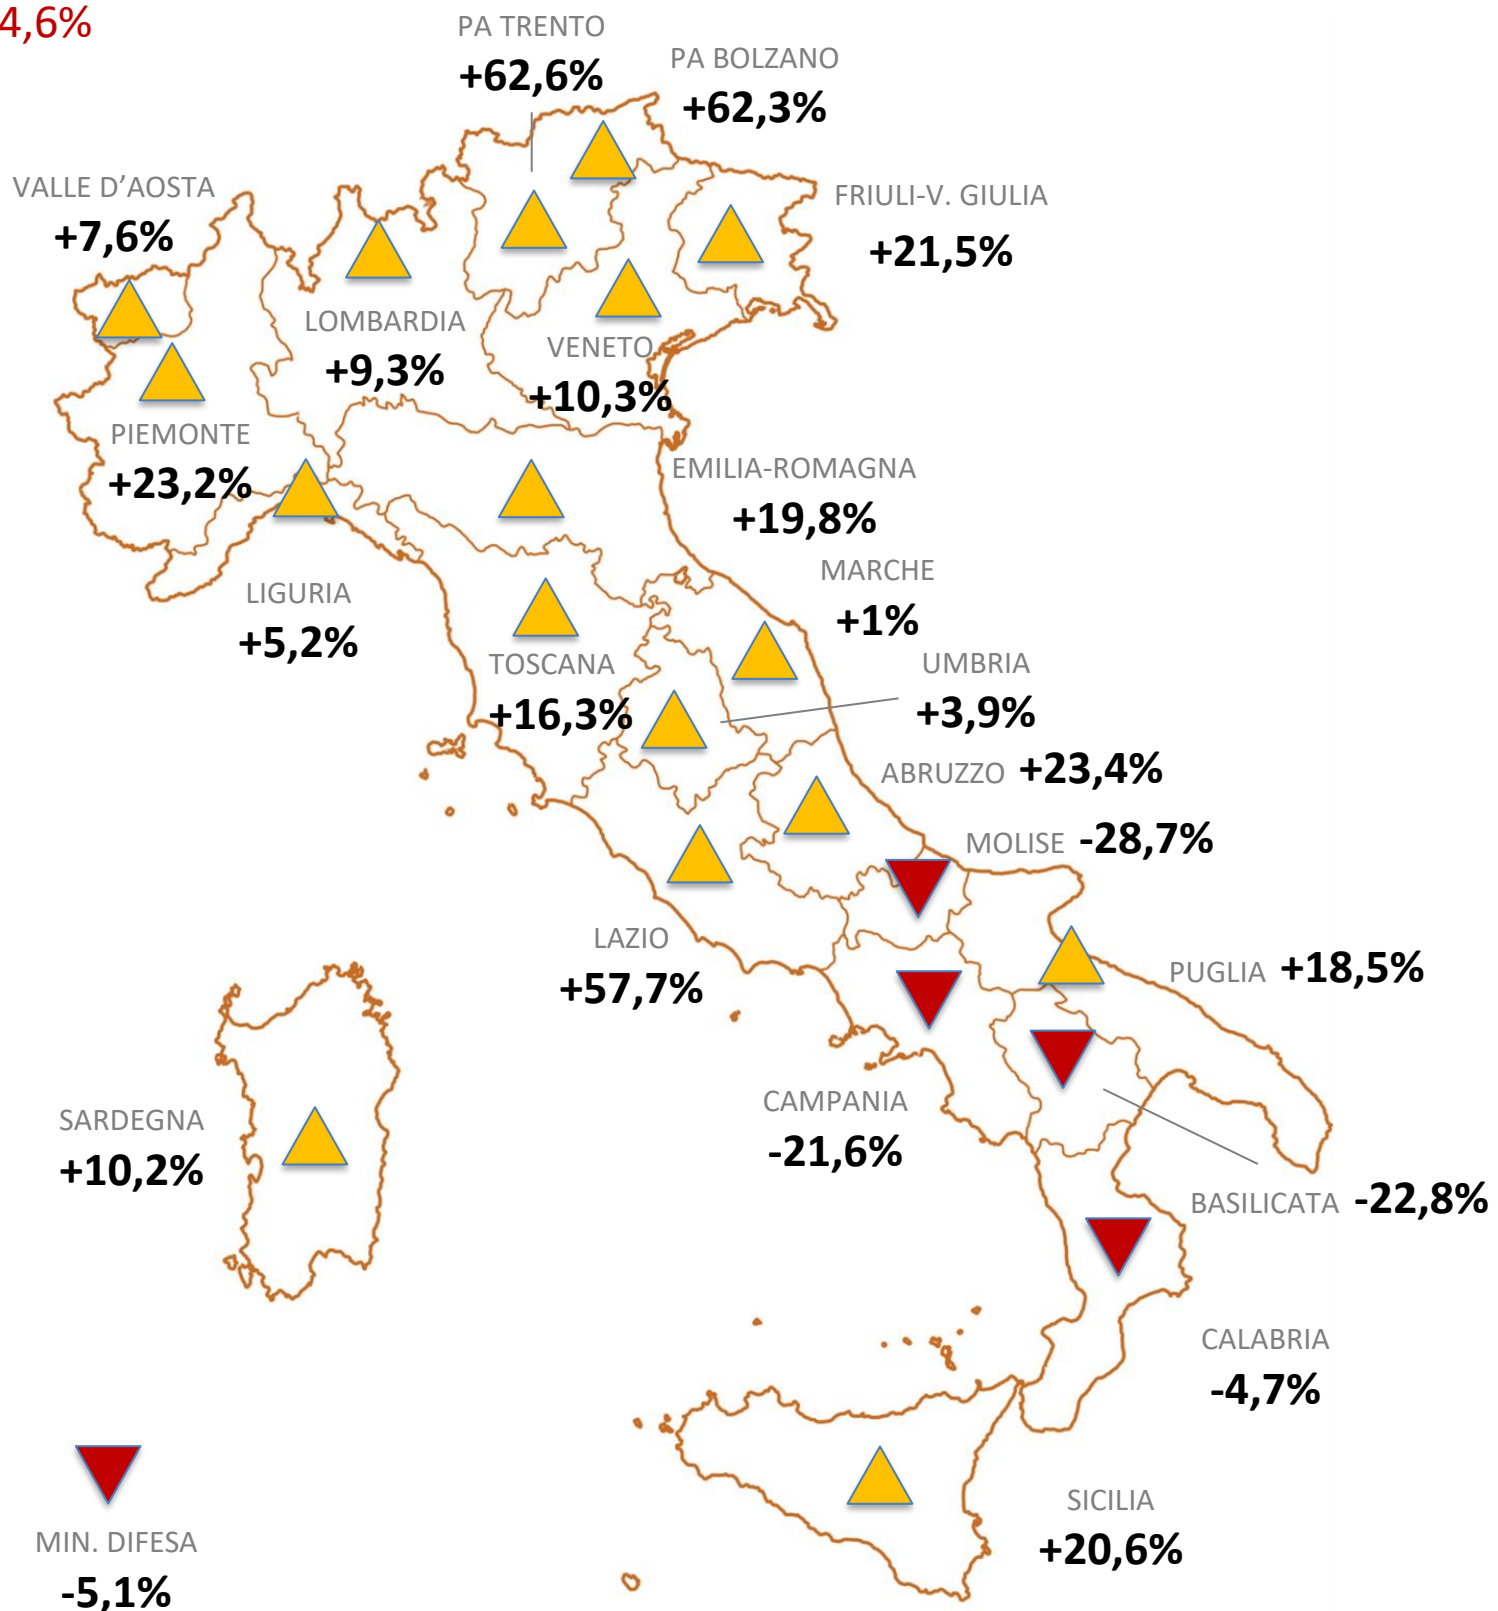 4,6%
PA TRENTO
+62,6%
PA BOLZANO
+62,3%
VALLE D’AOSTA
+7,6%
FRIULI-V. GIULIA
+21,5%
LOMBARDIA
+9,3%
VENETO
+10,3%
PIEMONTE
+23,2%
EMILIA-ROMAGNA
+19,8%
LIGURIA
+5,2%
MARCHE
+1%
TOSCANA
+16,3%
UMBRIA
+3,9%
ABRUZZO +23,4%
MOLISE -28,7%
LAZIO
+57,7%
PUGLIA +18,5%
CAMPANIA
-21,6%
SARDEGNA
+10,2%
BASILICATA -22,8%
CALABRIA
-4,7%
SICILIA
+20,6%
MIN. DIFESA
-5,1%